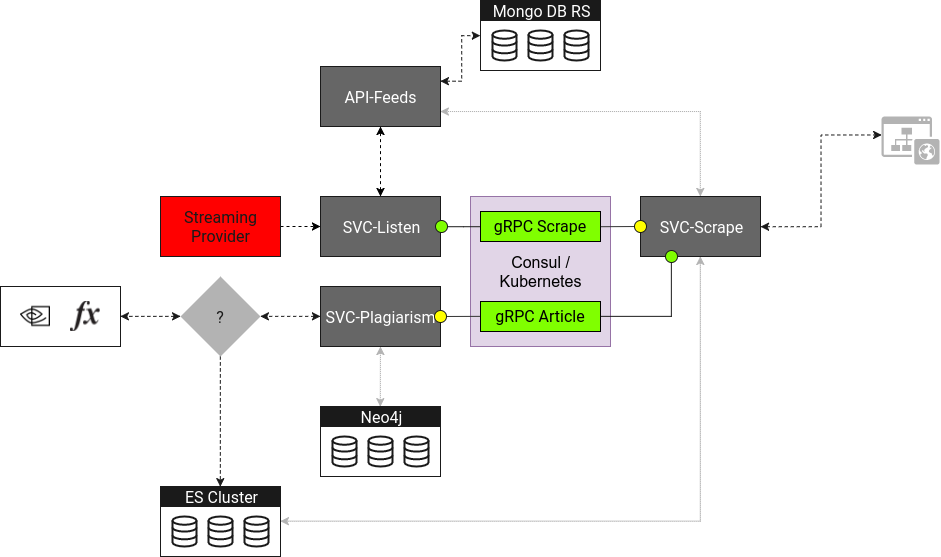 Mongo DB RS
API-Feeds
Streaming
Provider
SVC-Listen
gRPC Scrape
SVC-Scrape
Consul /
Kubernetes
fx
?
SVC-Plagiarism
gRPC Article
Neo4j
ES Cluster